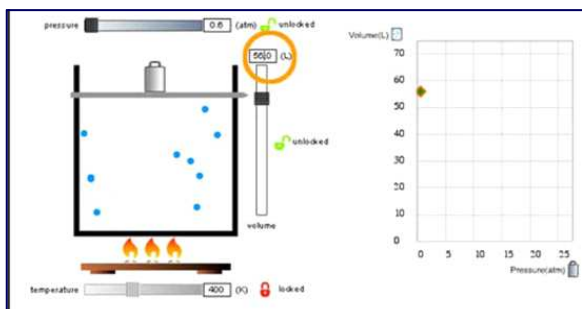 pressure 0.6 (atm) unlocked
56.0 (L)
unlocked
volume
temperature 400 (K) locked
Volume(L)
70
60
50
40
30
20
10
0
0 5 10 15 20 25
Pressure(atm)